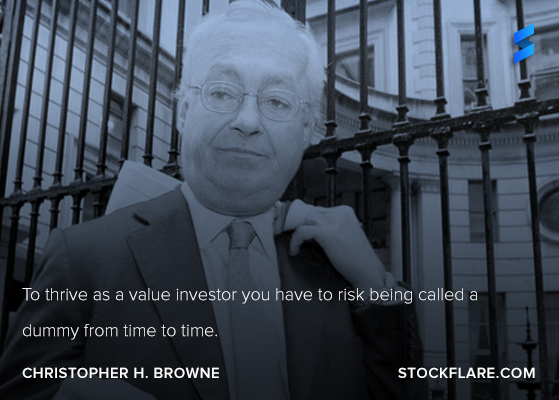 To thrive as a value investor you have to risk being called a
dummy from time to time.
CHRISTOPHER H. BROWNE
STOCKFLARE.COM